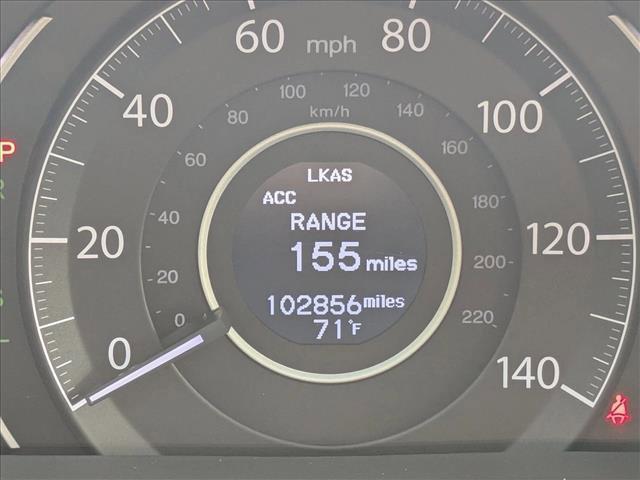 60 mph 80
40 100
20 120
0 140
100 120
80 km/h 140
60 160
40 180
20 200
0 220
P
LKAS
ACC
RANGE
155 miles
102856 miles
71°F